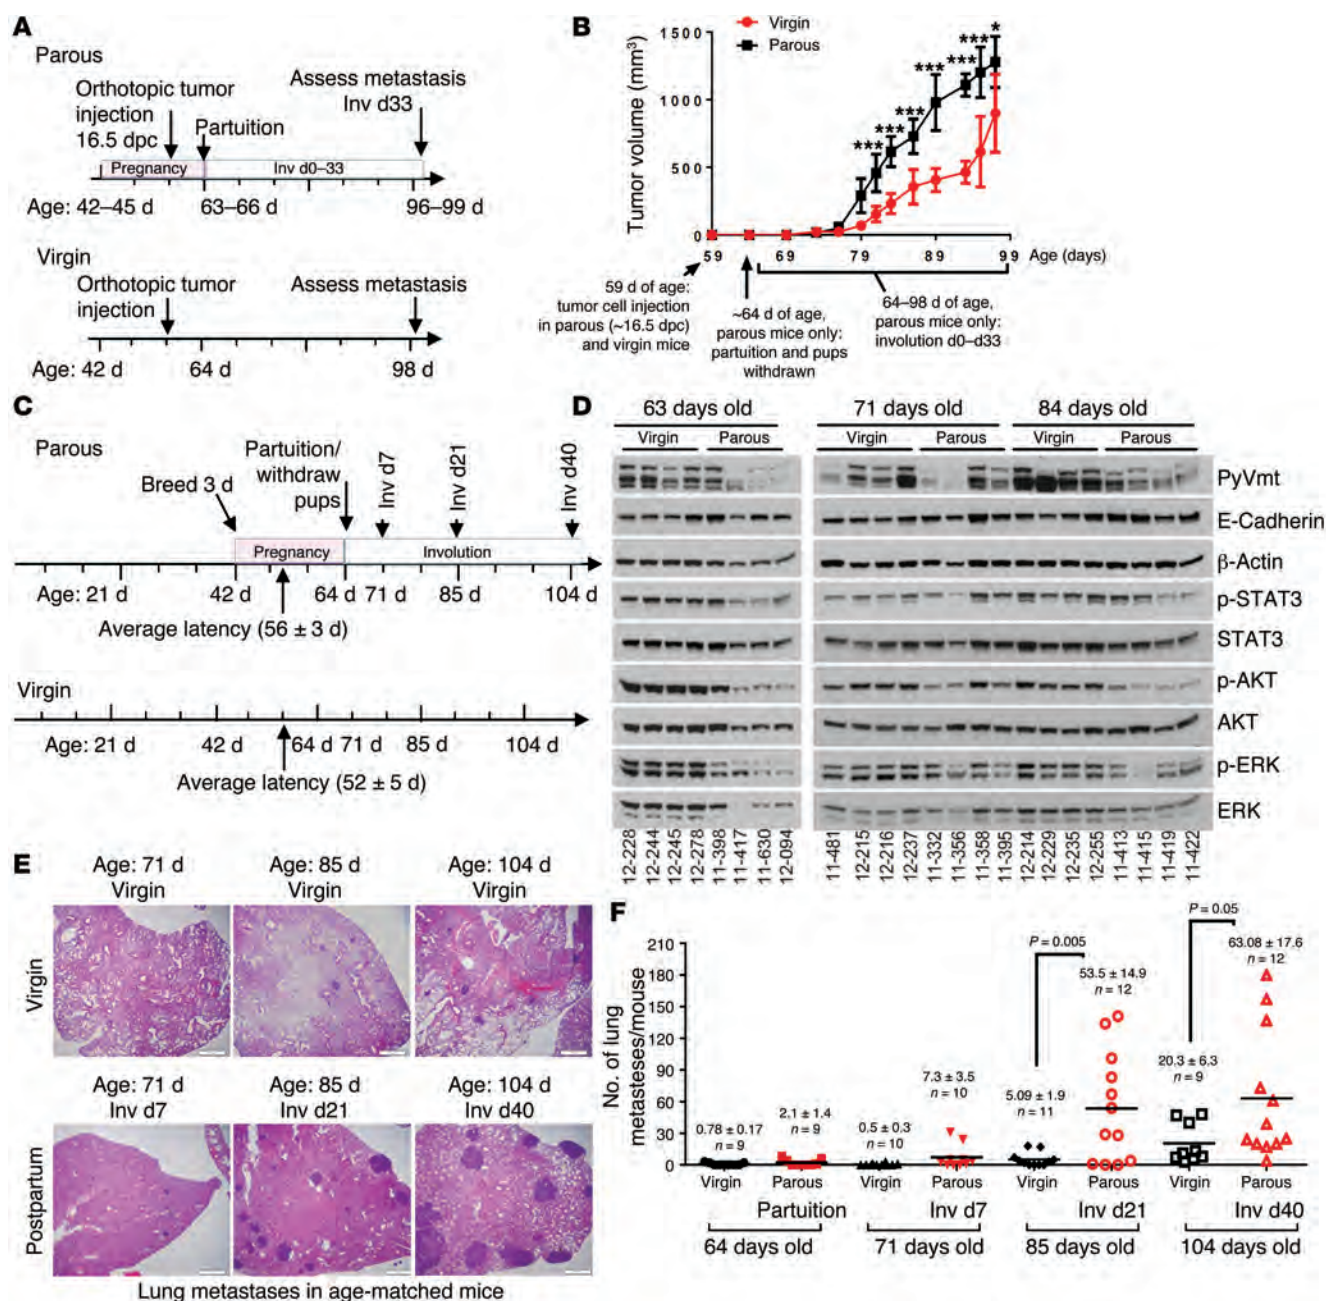 A
Parous
Orthotopic tumor
injection
16.5 dpc
Partuition
Assess metastasis
Inv d33
Pregnancy
Inv d0–33
Age: 42–45 d
63–66 d
96–99 d
Virgin
Orthotopic tumor
injection
Assess metastasis
Age: 42 d
64 d
98 d
B
Virgin
Parous
Tumor volume (mm³)
1500
1000
500
0
***
***
***
***
***
***
*
59
69
79
89
99
Age (days)
59 d of age:
tumor cell injection
in parous (~16.5 dpc)
and virgin mice
~64 d of age,
parous mice only:
partuition and pups
withdrawn
64–98 d of age,
parous mice only:
involution d0–d33
C
Parous
Breed 3 d
Partuition/
withdraw
pups
Inv d7
Inv d21
Inv d40
Pregnancy
Involution
Age: 21 d
42 d
64 d
71 d
85 d
104 d
Average latency (56 ± 3 d)
Virgin
Age: 21 d
42 d
64 d
71 d
85 d
104 d
Average latency (52 ± 5 d)
D
63 days old
71 days old
84 days old
Virgin
Parous
Virgin
Parous
Virgin
Parous
PyVmt
E-Cadherin
β-Actin
p-STAT3
STAT3
p-AKT
AKT
p-ERK
ERK
12-228
12-244
12-245
12-278
11-398
11-417
11-630
12-094
11-481
12-215
12-216
12-237
11-332
11-356
11-358
11-395
12-214
12-229
12-235
12-255
11-413
11-415
11-419
11-422
E
Age: 71 d
Virgin
Age: 85 d
Virgin
Age: 104 d
Virgin
Virgin
Age: 71 d
Inv d7
Age: 85 d
Inv d21
Age: 104 d
Inv d40
Postpartum
Lung metastases in age-matched mice
F
No. of lung
metasteses/mouse
210
180
150
120
90
60
30
0
0.78 ± 0.17
n = 9
2.1 ± 1.4
n = 9
0.5 ± 0.3
n = 10
7.3 ± 3.5
n = 10
5.09 ± 1.9
n = 11
P = 0.005
53.5 ± 14.9
n = 12
20.3 ± 6.3
n = 9
P = 0.05
63.08 ± 17.6
n = 12
Virgin
Parous
Virgin
Parous
Virgin
Parous
Virgin
Parous
Partuition
Inv d7
Inv d21
Inv d40
64 days old
71 days old
85 days old
104 days old